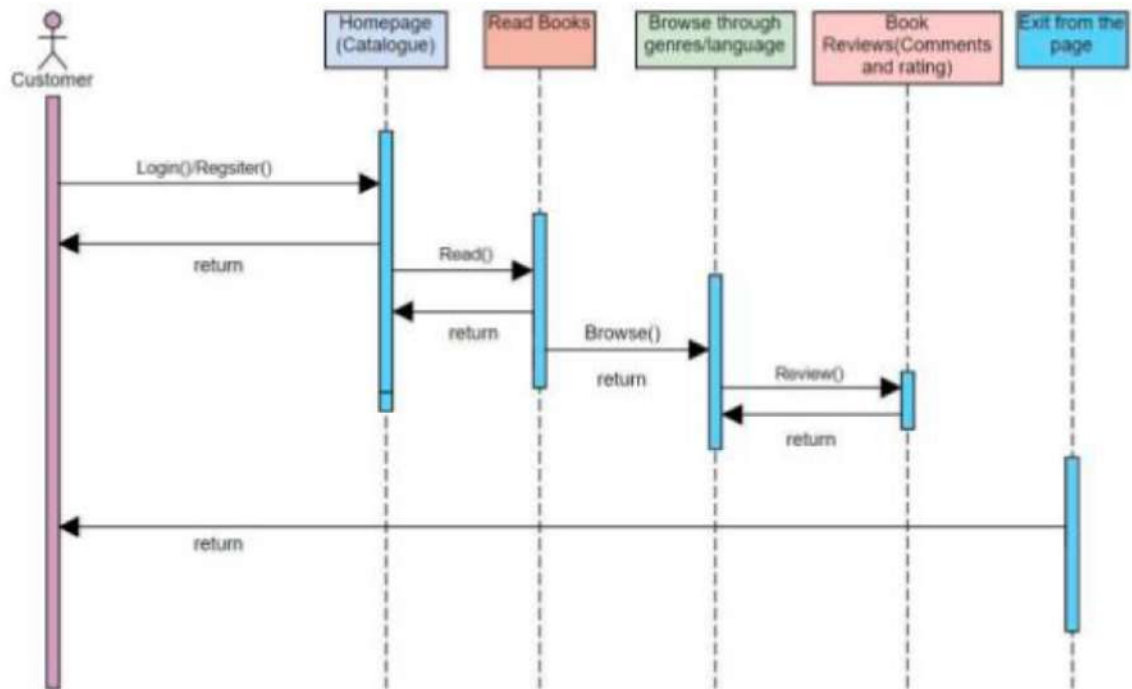 Customer
Homepage
(Catalogue)
Read Books
Browse through
genres/language
Book
Reviews(Comments
and rating)
Exit from the
page
Login()/Regsiter()
return
Read()
return
Browse()
return
Review()
return
return